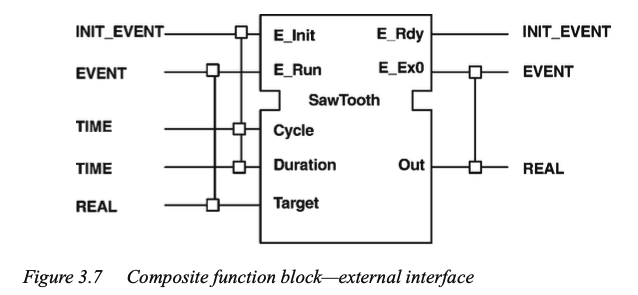 INIT_EVENT E_Init E_Rdy INIT_EVENT
EVENT E_Run E_Ex0 EVENT
SawTooth
TIME Cycle
TIME Duration Out REAL
REAL Target
Figure 3.7 Composite function block—external interface